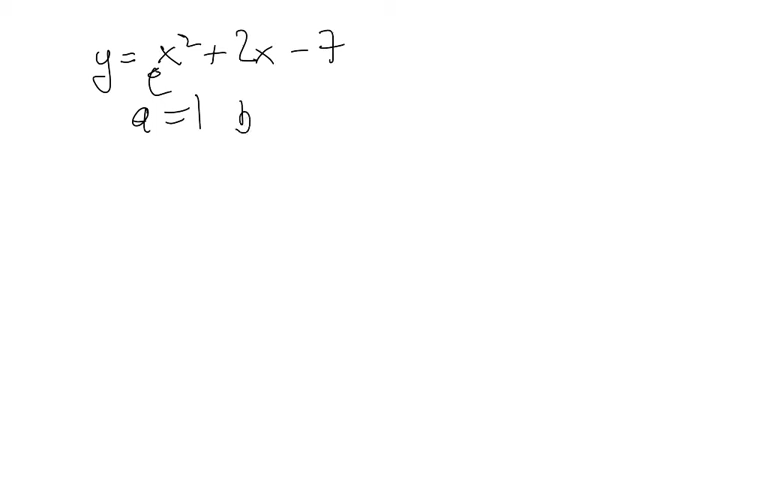 y = x² + 2x - 7
a = 1 b